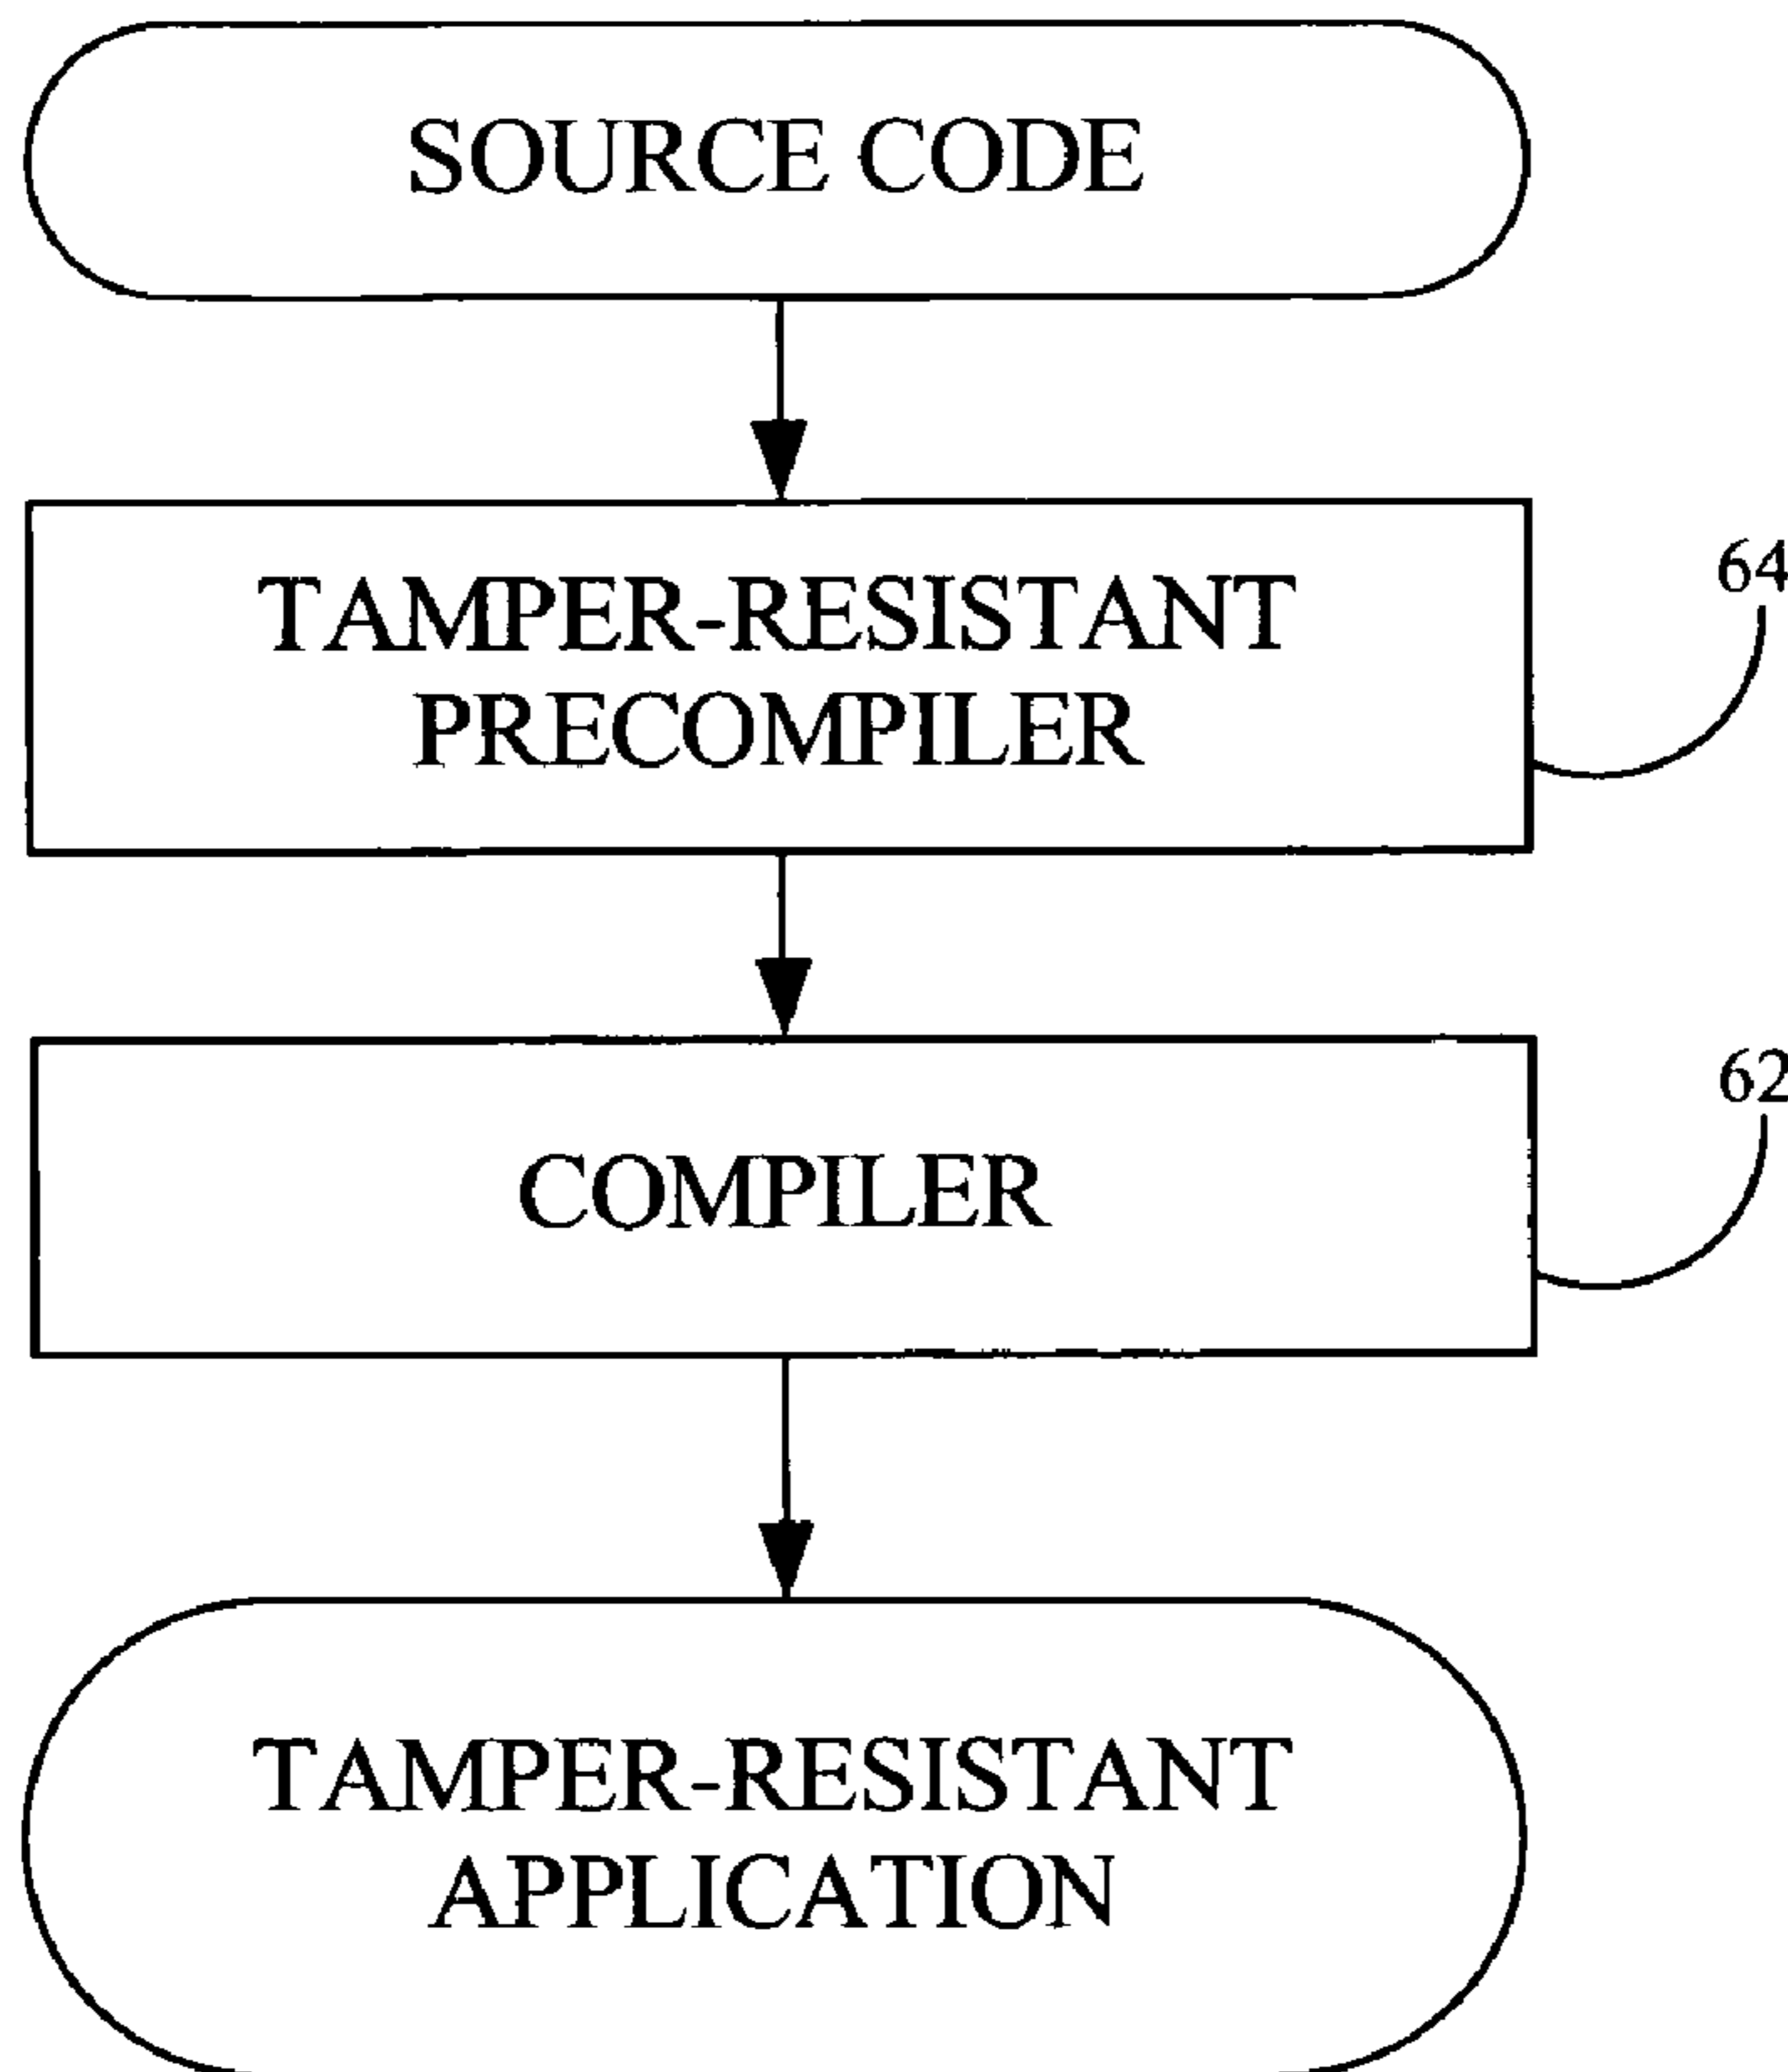 SOURCE CODE
TAMPER-RESISTANT
PRECOMPILER
64
COMPILER
62
TAMPER-RESISTANT
APPLICATION